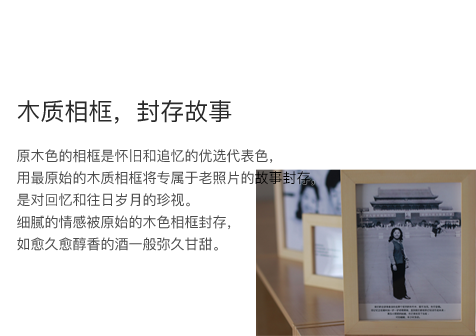 木质相框，封存故事
原木色的相框是怀旧和追忆的优选代表色，
用最原始的木质相框将专属于老照片的故事封存，
是对回忆和往日岁月的珍视。
细腻的情感被原始的木色相框封存，
如愈久愈醇香的酒一般弥久甘甜。